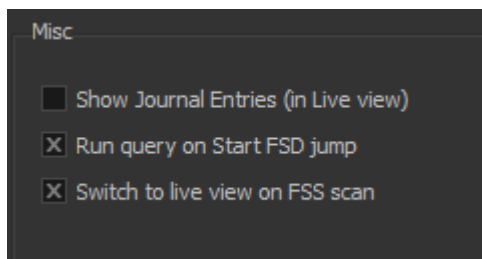 Misc
Show Journal Entries (in Live view)
Run query on Start FSD jump
Switch to live view on FSS scan